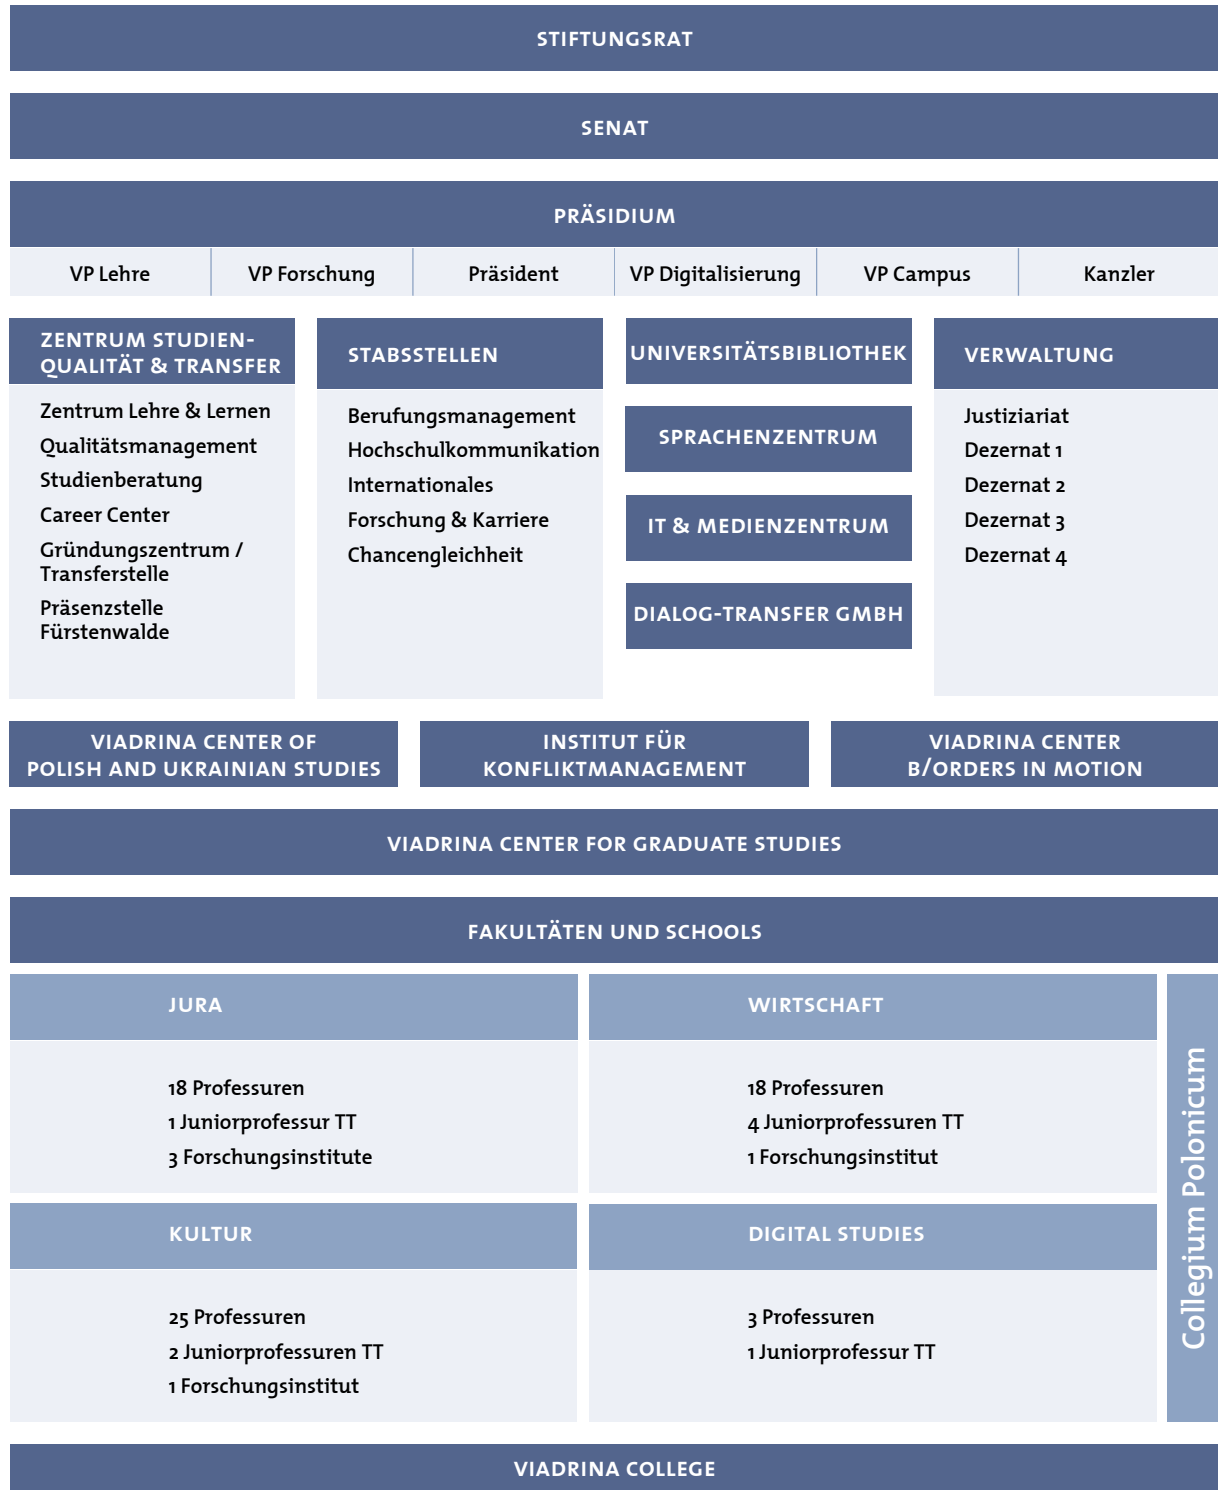 STIFTUNGSRAT
SENAT
PRÄSIDIUM
VP Lehre
VP Forschung
Präsident
VP Digitalisierung
VP Campus
Kanzler
ZENTRUM STUDIEN-
QUALITÄT & TRANSFER
Zentrum Lehre & Lernen
Qualitätsmanagement
Studienberatung
Career Center
Gründungszentrum /
Transferstelle
Präsenzstelle
Fürstenwalde
STABSSTELLEN
Berufungsmanagement
Hochschulkommunikation
Internationales
Forschung & Karriere
Chancengleichheit
UNIVERSITÄTSBIBLIOTHEK
SPRACHENZENTRUM
IT & MEDIENZENTRUM
DIALOG-TRANSFER GMBH
VERWALTUNG
Justiziariat
Dezernat 1
Dezernat 2
Dezernat 3
Dezernat 4
VIADRINA CENTER OF
POLISH AND UKRAINIAN STUDIES
INSTITUT FÜR
KONFLIKTMANAGEMENT
VIADRINA CENTER
B/ORDERS IN MOTION
VIADRINA CENTER FOR GRADUATE STUDIES
FAKULTÄTEN UND SCHOOLS
JURA
18 Professuren
1 Juniorprofessur TT
3 Forschungsinstitute
WIRTSCHAFT
18 Professuren
4 Juniorprofessuren TT
1 Forschungsinstitut
KULTUR
25 Professuren
2 Juniorprofessuren TT
1 Forschungsinstitut
DIGITAL STUDIES
3 Professuren
1 Juniorprofessur TT
Collegium Polonicum
VIADRINA COLLEGE